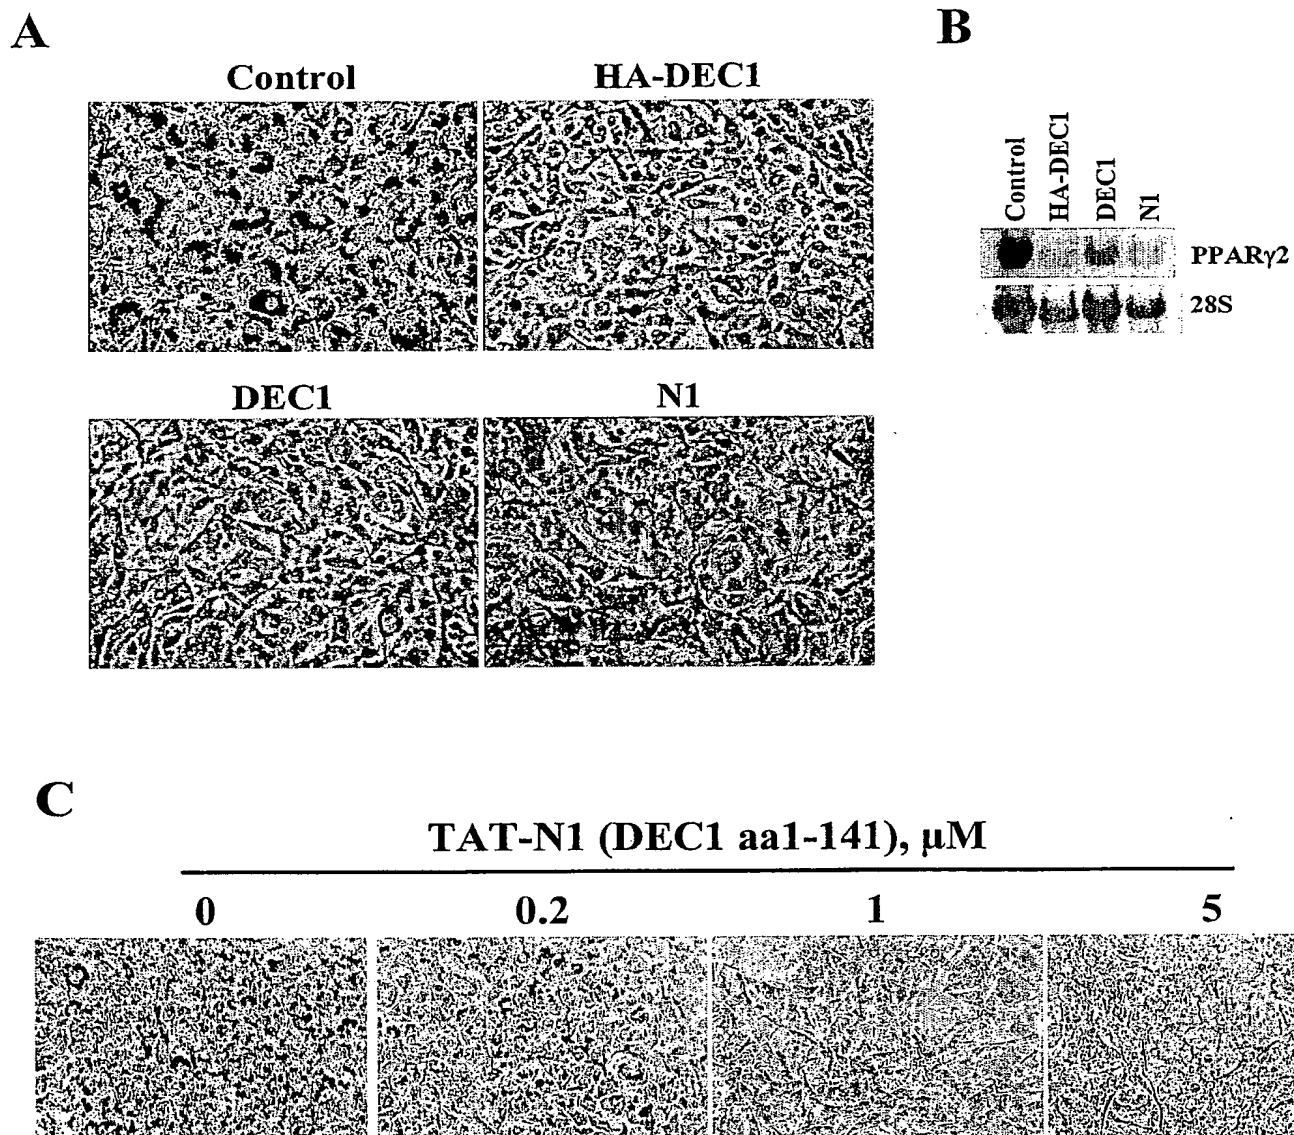 A
B
Control
HA-DEC1
DEC1
N1
Control
HA-DEC1
DEC1
N1
PPARγ2
28S
C
TAT-N1 (DEC1 aa1-141), μM
0
0.2
1
5